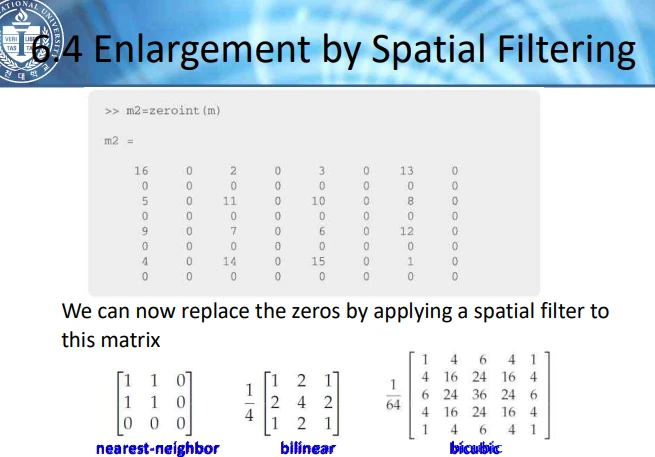 NATIONAL UNIVERSITY
VERI
TAS
6.4 Enlargement by Spatial Filtering
>> m2=zeroint(m)
m2 =
16 0 2 0 3 0 13 0
0 0 0 0 0 0 0 0
5 0 11 0 10 0 8 0
0 0 0 0 0 0 0 0
9 0 7 0 6 0 12 0
0 0 0 0 0 0 0 0
4 0 14 0 15 0 1 0
0 0 0 0 0 0 0 0
We can now replace the zeros by applying a spatial filter to
this matrix
1 1 0
1 1 0
0 0 0
nearest-neighbor
1/4
1 2 1
2 4 2
1 2 1
bilinear
1/64
1 4 6 4 1
4 16 24 16 4
6 24 36 24 6
4 16 24 16 4
1 4 6 4 1
bicubic